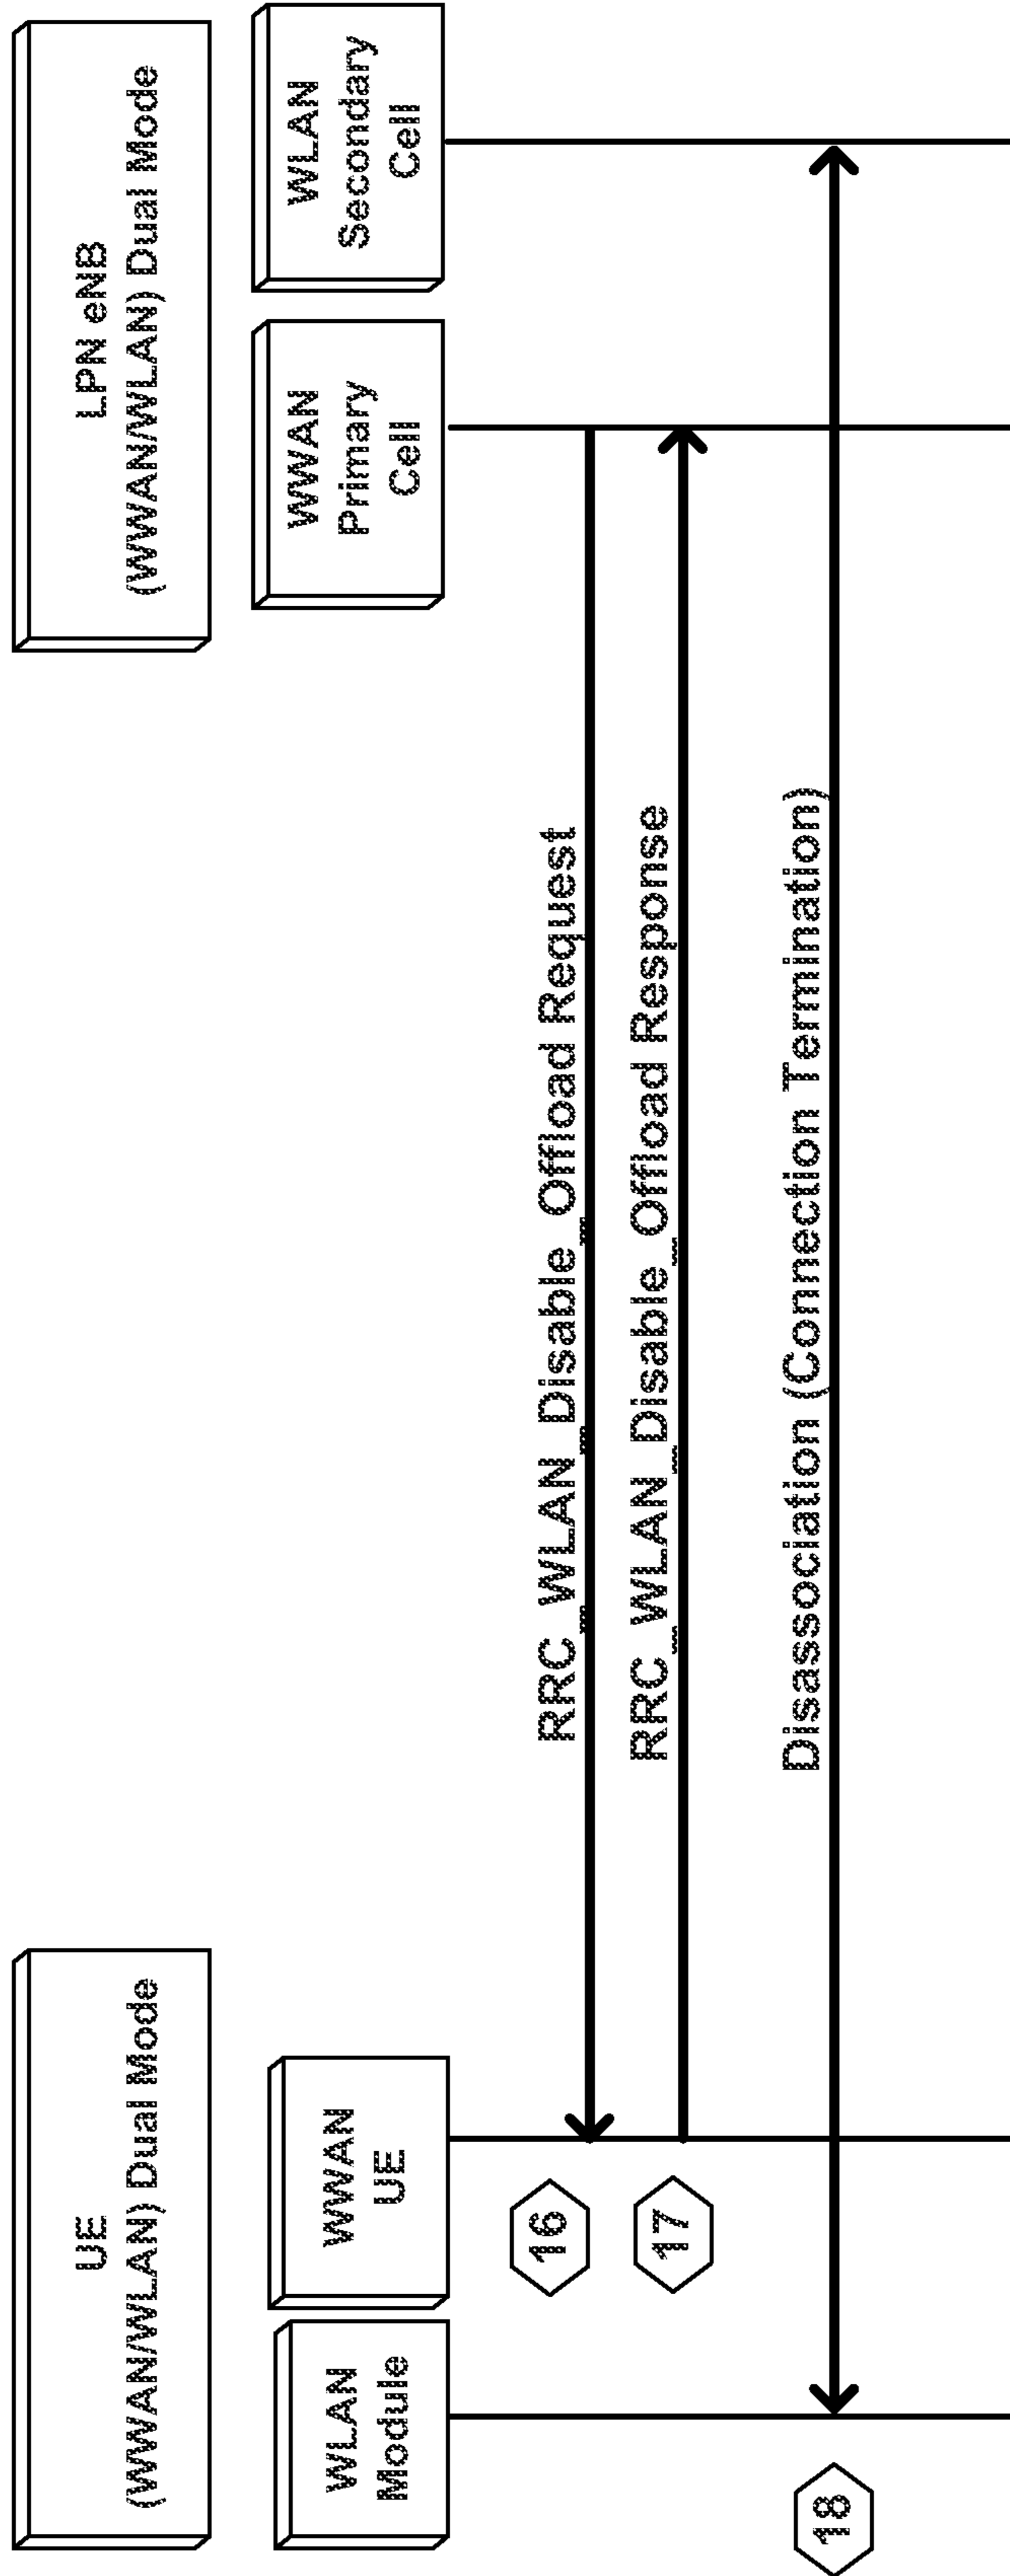 UE
(WWAN/WLAN) Dual Mode
LPN eNB
(WWAN/WLAN) Dual Mode
WLAN
Module
WWAN
UE
WWAN
Primary
Cell
WLAN
Secondary
Cell
16
RRC_WLAN_Disable_Offload Request
17
RRC_WLAN_Disable_Offload Response
18
Disassociation (Connection Termination)